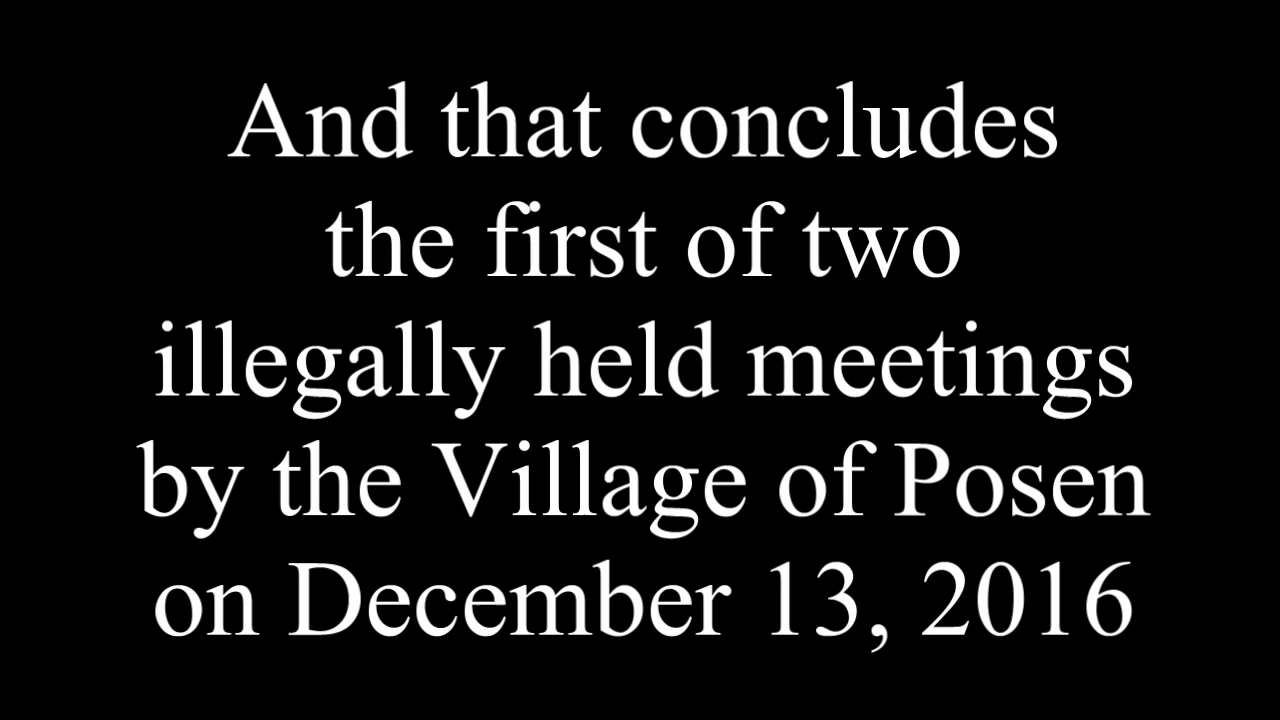 And that concludes
the first of two
illegally held meetings
by the Village of Posen
on December 13, 2016